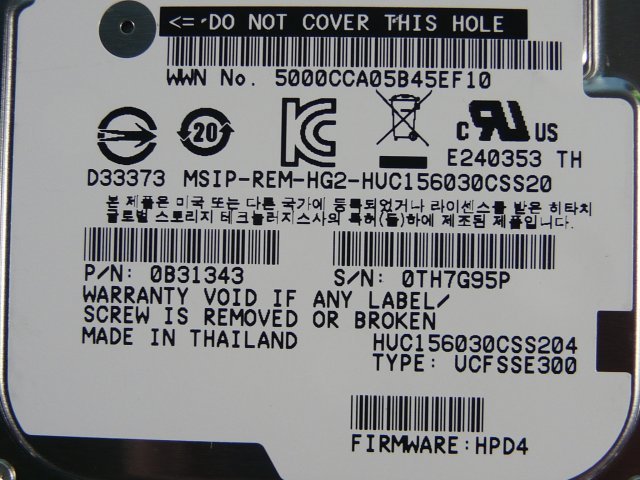 <= DO NOT COVER THIS HOLE
WWN No. 5000CCA05B45EF10
20
c UR US
E240353 TH
D33373 MSIP-REM-HG2-HUC156030CSS20
본 제품은 미국 또는 다른 국가에 등록되었거나 라이센스를 받은 히타치
글로벌 스토리지 테크놀러지스사의 특허(들)하에 제조된 제품입니다.
P/N: 0B31343 S/N: 0TH7G95P
WARRANTY VOID IF ANY LABEL/
SCREW IS REMOVED OR BROKEN
MADE IN THAILAND HUC156030CSS204
TYPE: UCFSSE300
FIRMWARE:HPD4